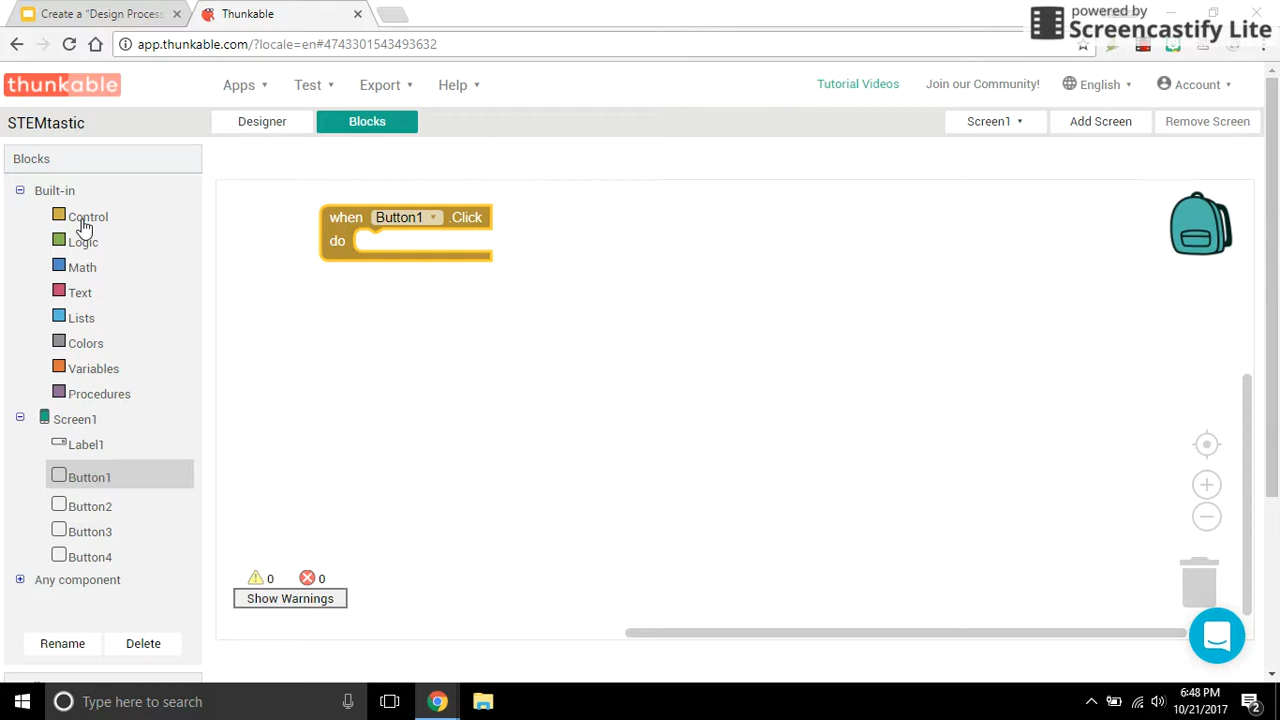 Create a "Design Process
Thunkable
powered by
Screencastify Lite
app.thunkable.com/?locale=en#4743301543493632
thunkable
Apps
Test
Export
Help
Tutorial Videos
Join our Community!
English
Account
STEMtastic
Designer
Blocks
Screen1
Add Screen
Remove Screen
Blocks
Built-in
Control
Logic
Math
Text
Lists
Colors
Variables
Procedures
Screen1
Label1
Button1
Button2
Button3
Button4
Any component
Rename
Delete
when Button1 .Click
do
0 0
Show Warnings
Type here to search
6:48 PM
10/21/2017
2